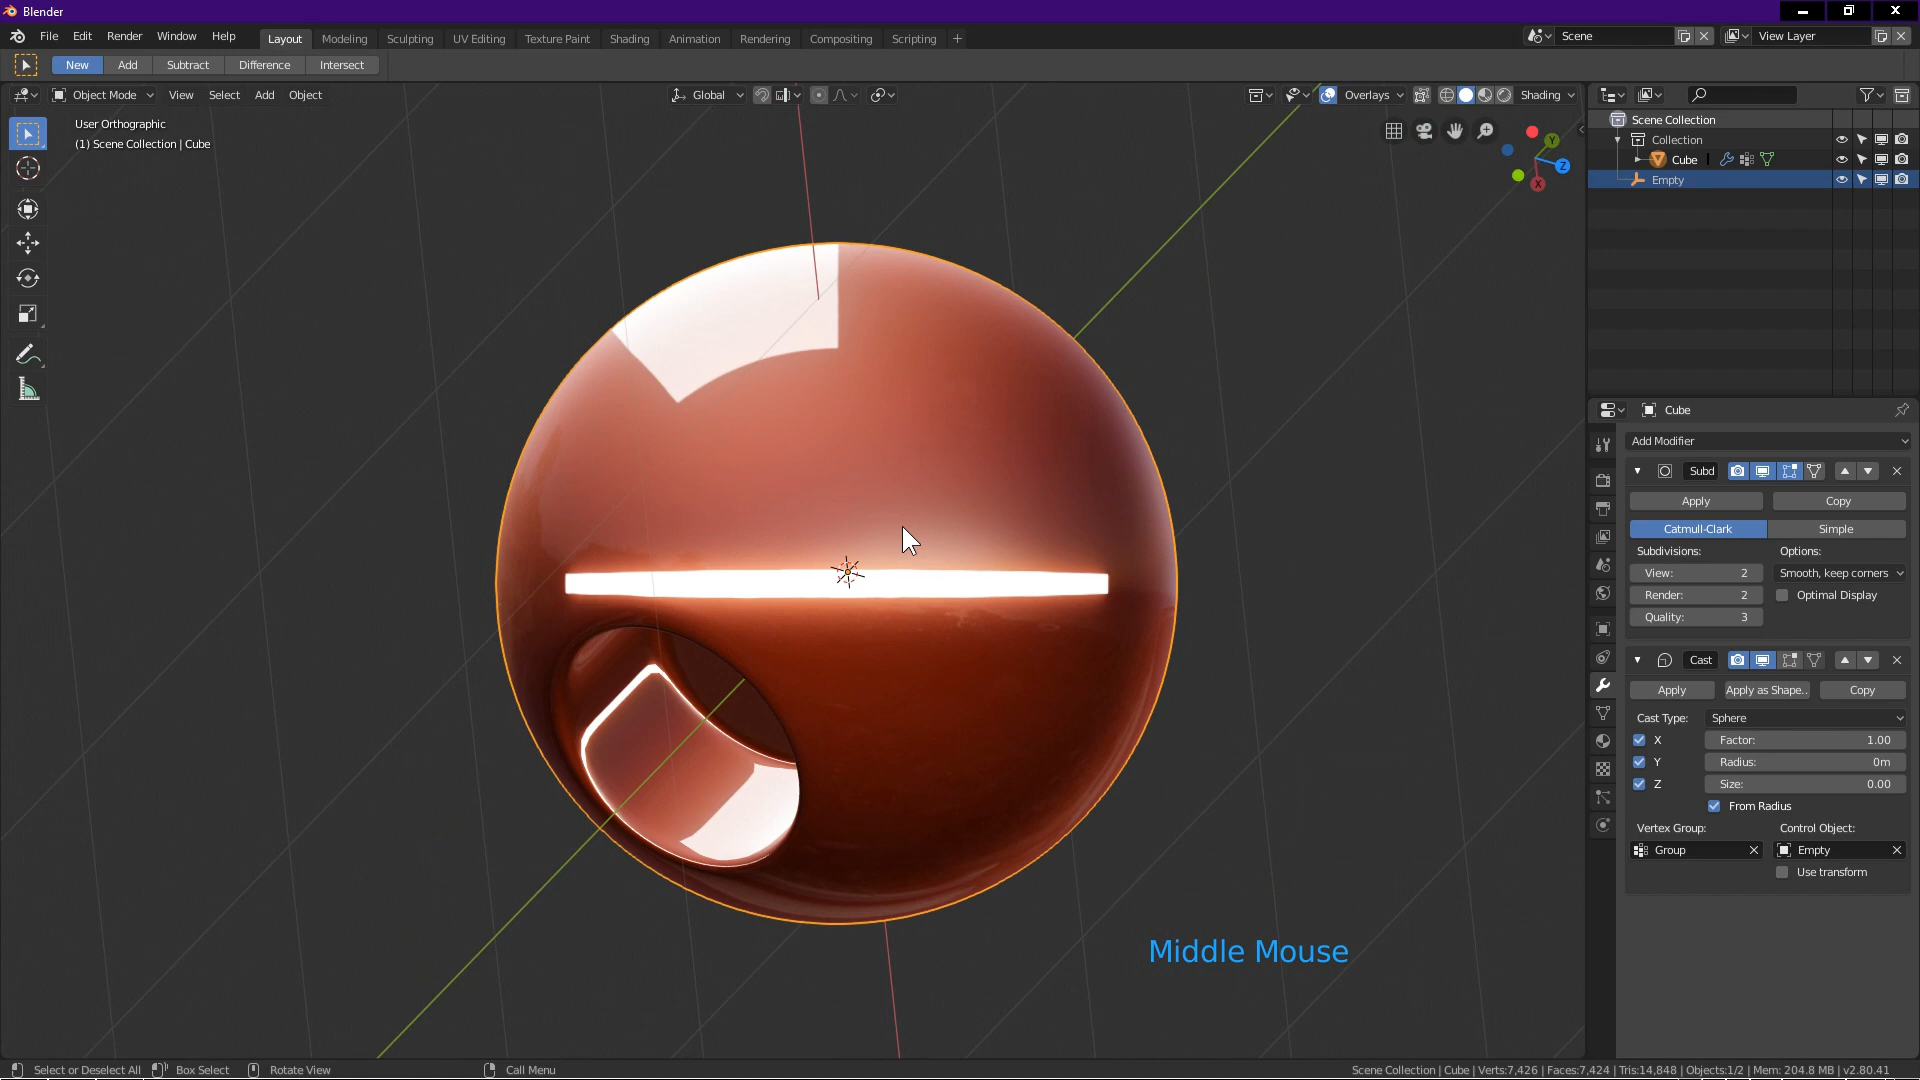 Blender
File Edit Render Window Help Layout Modeling Sculpting UV Editing Texture Paint Shading Animation Rendering Compositing Scripting + Scene View Layer
New Add Subtract Difference Intersect
Object Mode View Select Add Object Global Overlays Shading
User Orthographic
(1) Scene Collection | Cube
Y
Z
X
Scene Collection
Collection
Cube
Empty
Cube
Add Modifier
Subd
Apply Copy
Catmull-Clark Simple
Subdivisions: Options:
View: 2 Smooth, keep corners
Render: 2 Optimal Display
Quality: 3
Cast
Apply Apply as Shape.. Copy
Cast Type: Sphere
X Factor: 1.00
Y Radius: 0m
Z Size: 0.00
From Radius
Vertex Group: Control Object:
Group Empty
Use transform
Middle Mouse
Select or Deselect All Box Select Rotate View Call Menu Scene Collection | Cube | Verts:7,426 | Faces:7,424 | Tris:14,848 | Objects:1/2 | Mem: 204.8 MB | v2.80.41